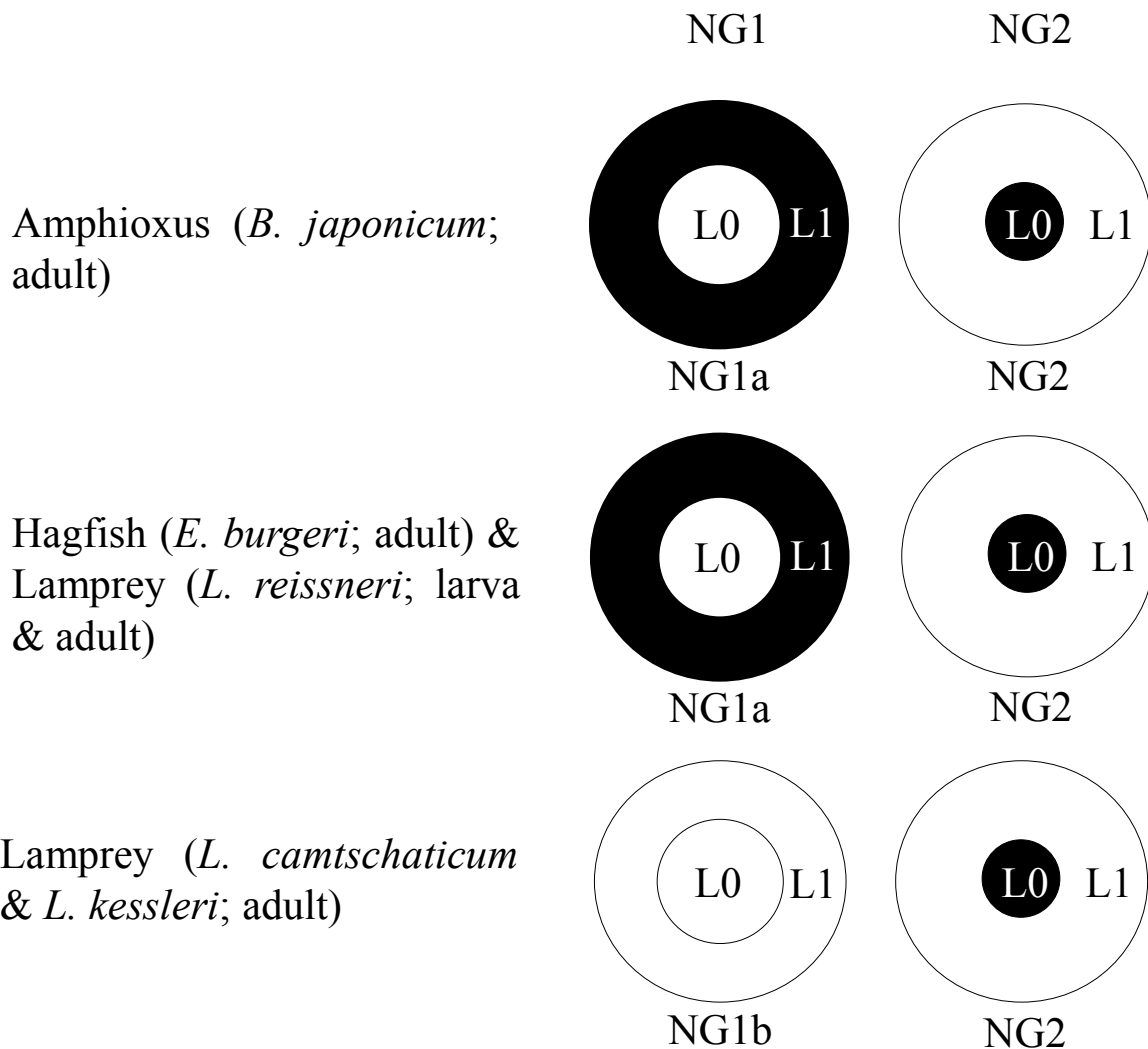 NG1 NG2
Amphioxus (B. japonicum;
adult)
L0 L1 L0 L1
NG1a NG2
Hagfish (E. burgeri; adult) &
Lamprey (L. reissneri; larva
& adult)
L0 L1 L0 L1
NG1a NG2
Lamprey (L. camtschaticum
& L. kessleri; adult)
L0 L1 L0 L1
NG1b NG2